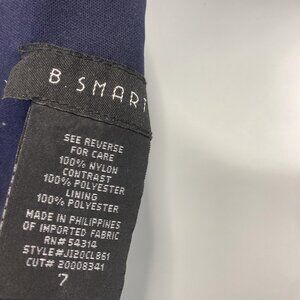 B. SMART
SEE REVERSE
FOR CARE
100% NYLON
CONTRAST
100% POLYESTER
LINING
100% POLYESTER
MADE IN PHILIPPINES
OF IMPORTED FABRIC
RN# 54314
STYLE# JI20CL861
CUT# 20008341
7